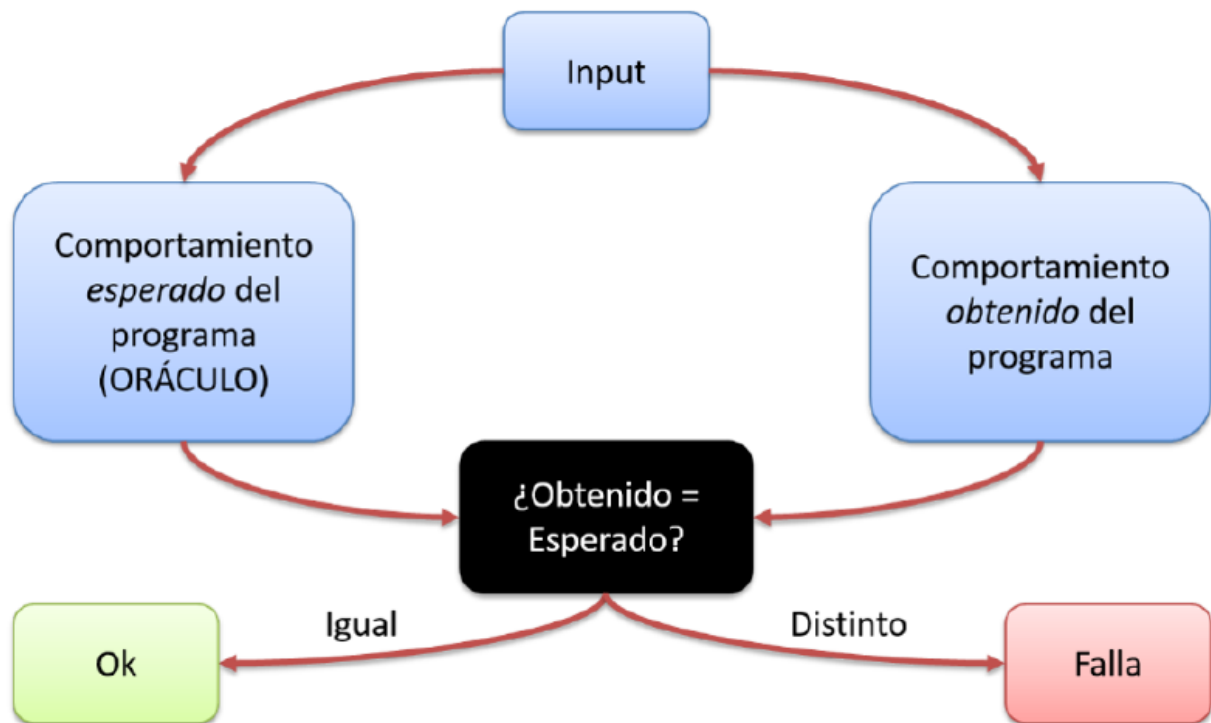 Input
Comportamiento
esperado del
programa
(ORÁCULO)
Comportamiento
obtenido del
programa
¿Obtenido =
Esperado?
Igual
Distinto
Ok
Falla